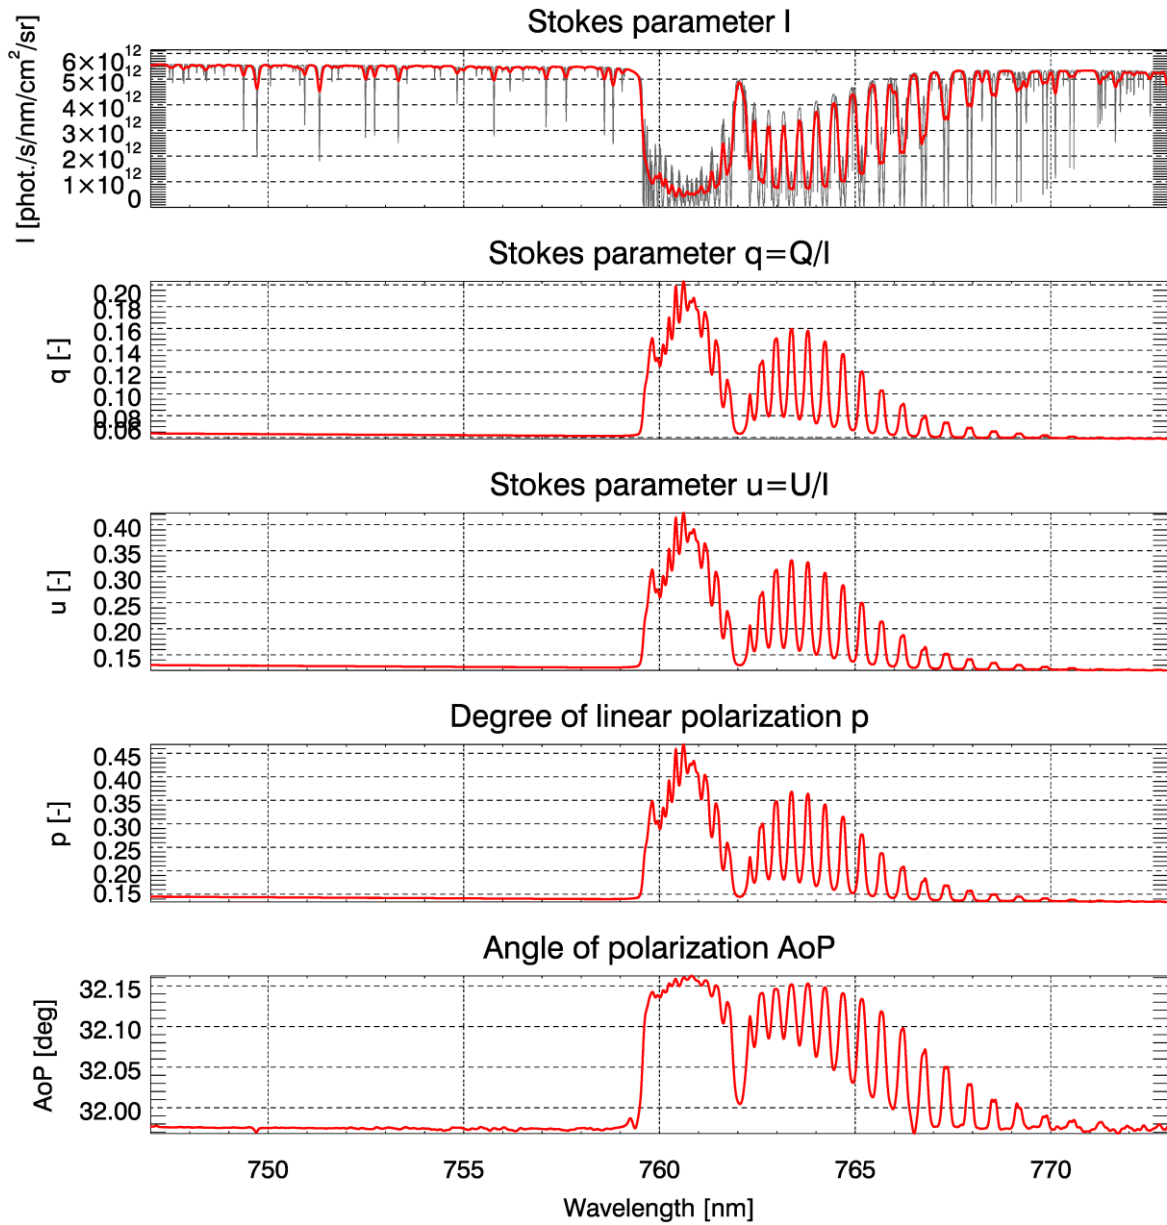 Stokes parameter I
I [phot./s/nm/cm²/sr]
6×10¹²
5×10¹²
4×10¹²
3×10¹²
2×10¹²
1×10¹²
0
Stokes parameter q=Q/I
q [-]
0.20
0.18
0.16
0.14
0.12
0.10
0.08
0.06
Stokes parameter u=U/I
u [-]
0.40
0.35
0.30
0.25
0.20
0.15
Degree of linear polarization p
p [-]
0.45
0.40
0.35
0.30
0.25
0.20
0.15
Angle of polarization AoP
AoP [deg]
32.15
32.10
32.05
32.00
750 755 760 765 770
Wavelength [nm]